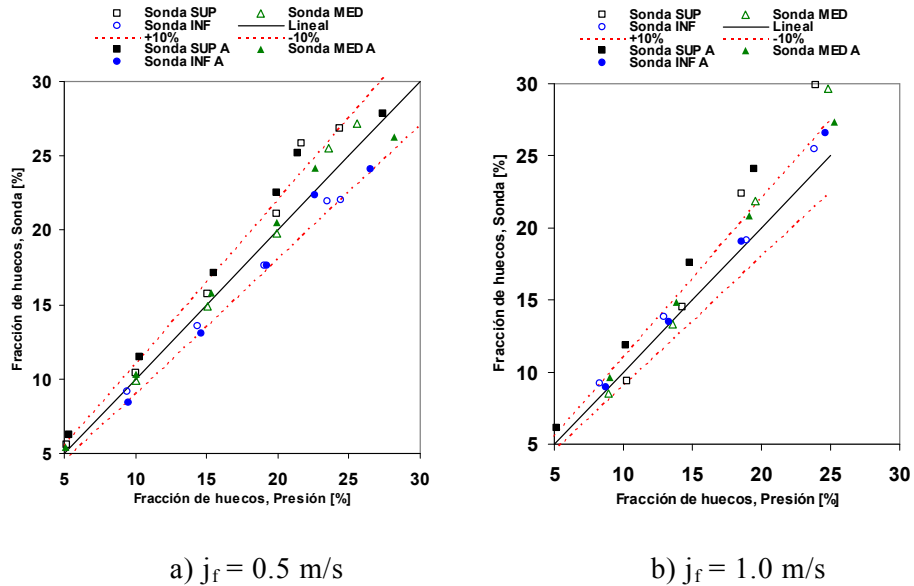 Sonda SUP Sonda MED
Sonda INF Lineal
+10% -10%
Sonda SUP A Sonda MED A
Sonda INF A
30
25
20
15
10
5
5 10 15 20 25 30
Fracción de huecos, Sonda [%]
Fracción de huecos, Presión [%]
a) jf = 0.5 m/s
Sonda SUP Sonda MED
Sonda INF Lineal
+10% -10%
Sonda SUP A Sonda MED A
Sonda INF A
30
25
20
15
10
5
5 10 15 20 25 30
Fracción de huecos, Sonda [%]
Fracción de huecos, Presión [%]
b) jf = 1.0 m/s